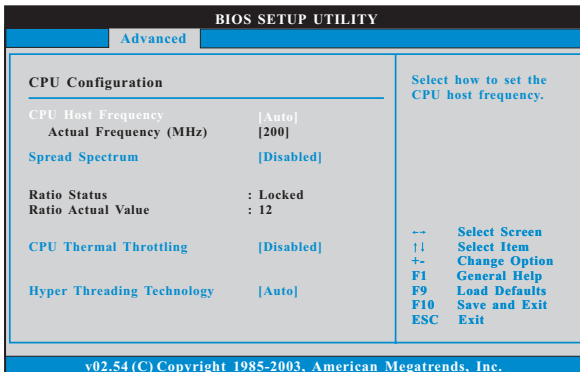 BIOS SETUP UTILITY
Advanced
CPU Configuration
CPU Host Frequency [Auto]
Actual Frequency (MHz) [200]
Spread Spectrum [Disabled]
Ratio Status : Locked
Ratio Actual Value : 12
CPU Thermal Throttling [Disabled]
Hyper Threading Technology [Auto]
Select how to set the
CPU host frequency.
←→ Select Screen
↑↓ Select Item
+- Change Option
F1 General Help
F9 Load Defaults
F10 Save and Exit
ESC Exit
v02.54 (C) Copyright 1985-2003, American Megatrends, Inc.